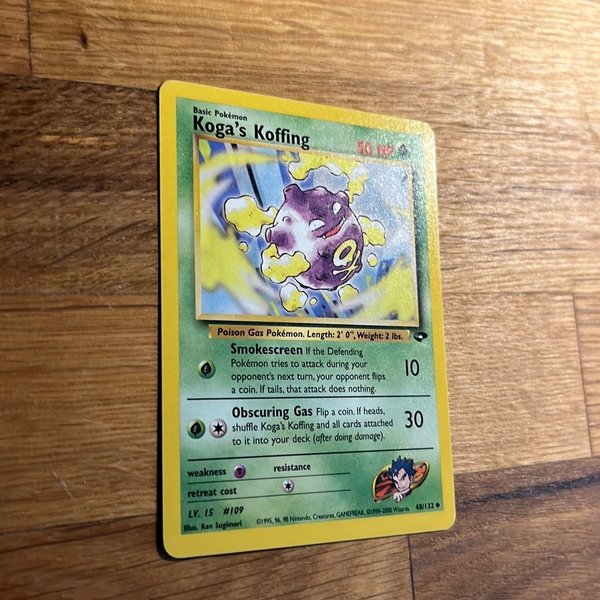 Basic Pokémon
Koga's Koffing
50 HP
Poison Gas Pokémon. Length: 2' 0", Weight: 2 lbs.
Smokescreen If the Defending
Pokémon tries to attack during your
opponent's next turn, your opponent flips
a coin. If tails, that attack does nothing.
10
Obscuring Gas Flip a coin. If heads,
shuffle Koga's Koffing and all cards attached
to it into your deck (after doing damage).
30
weakness
resistance
retreat cost
LV. 15 #109
Illus. Ken Sugimori
©1995, 96, 98 Nintendo, Creatures, GAMEFREAK. ©1999-2000 Wizards.
48/132